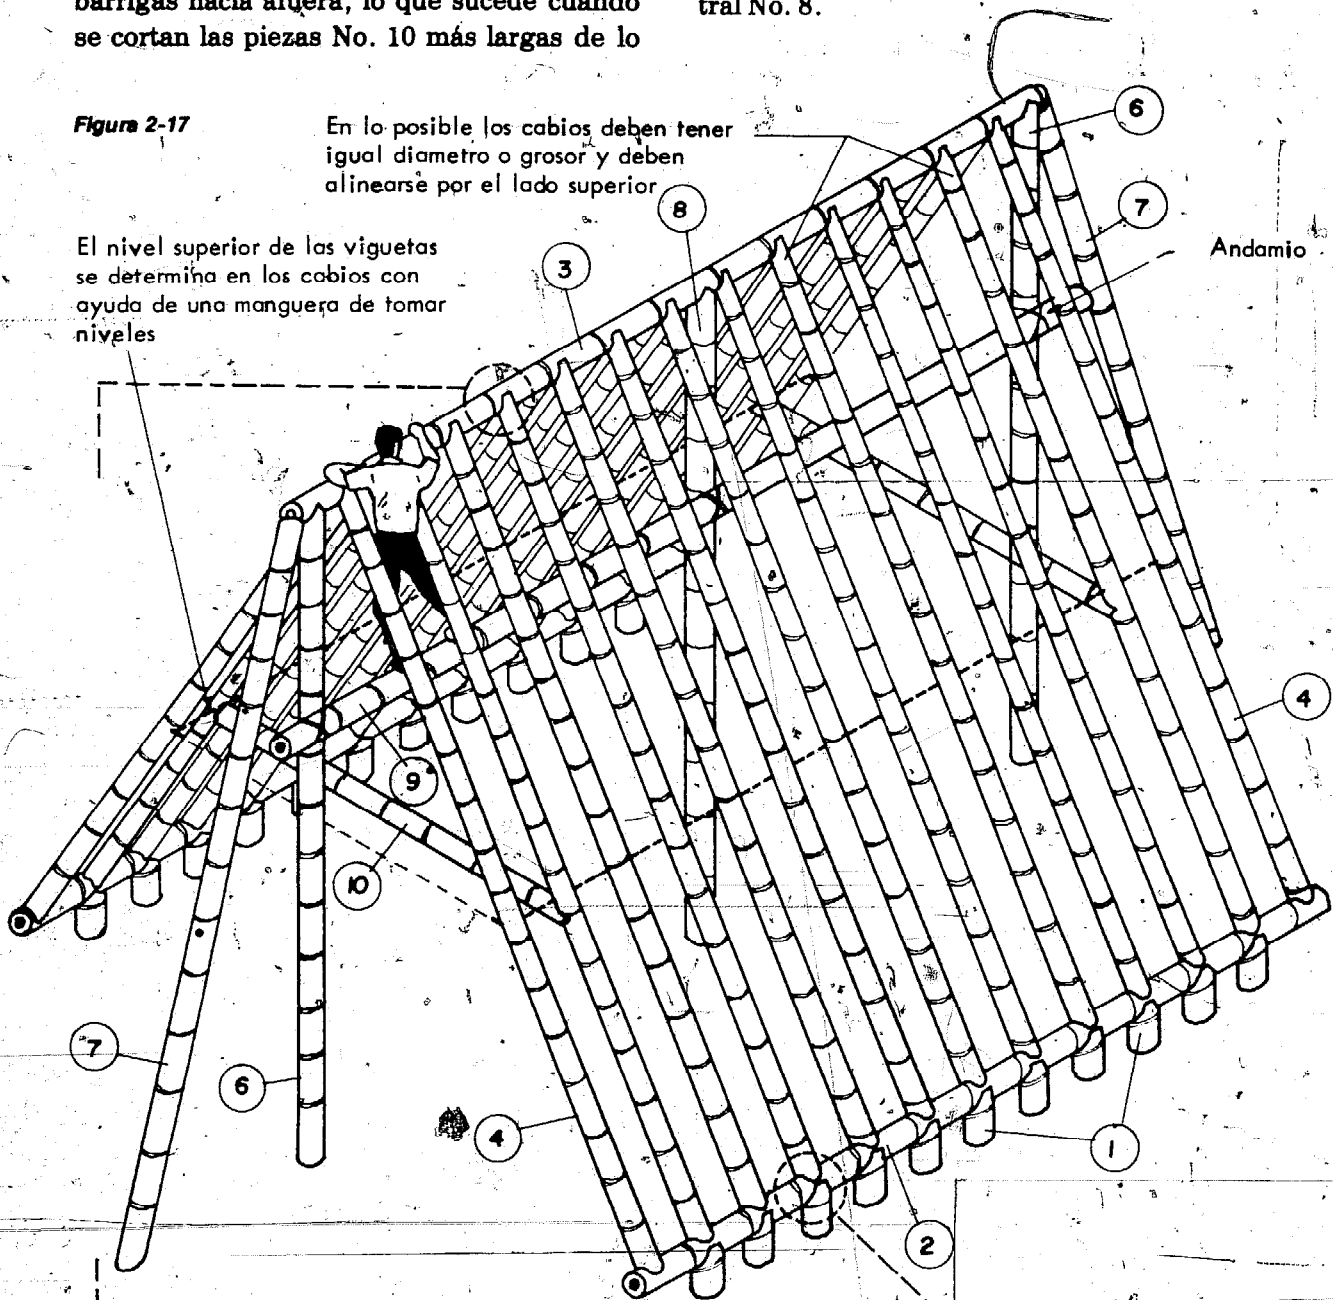 barrigas hacia afuera, lo que sucede cuando
se cortan las piezas No. 10 más largas de lo
tral No. 8.
Figura 2-17
En lo posible los cabios deben tener
igual diametro o grosor y deben
alinearse por el lado superior
El nivel superior de las viguetas
se determina en los cabios con
ayuda de una manguera de tomar
niveles
6
7
8
3
Andamio
4
9
10
7
6
4
1
2